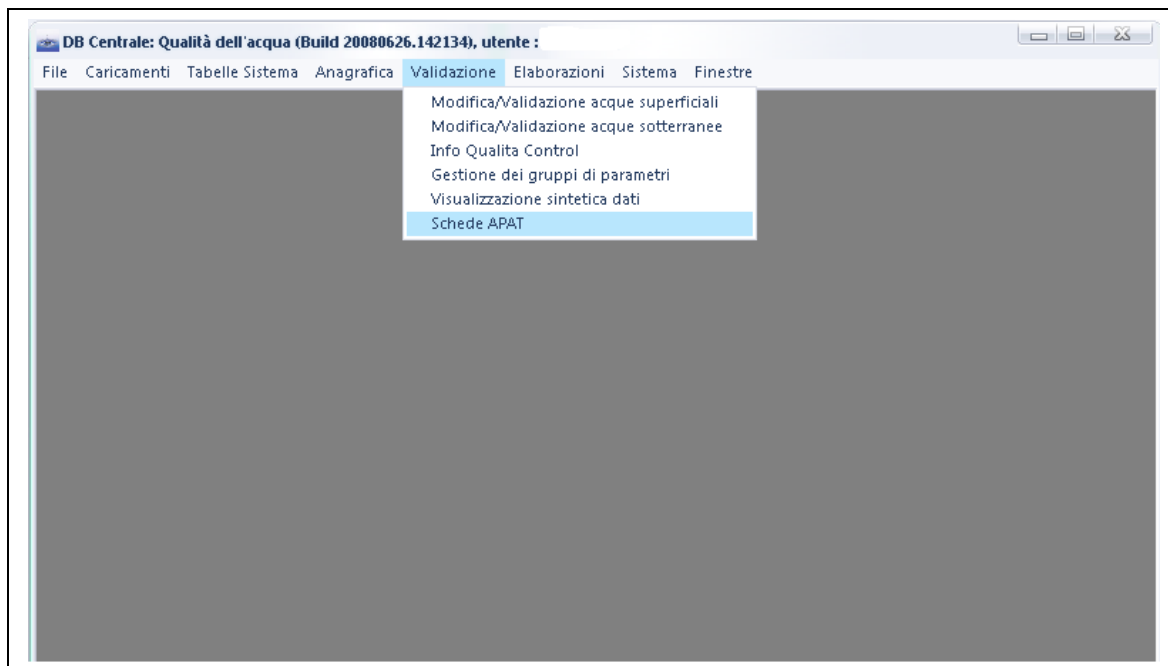 DB Centrale: Qualità dell'acqua (Build 20080626.142134), utente :
File Caricamenti Tabelle Sistema Anagrafica Validazione Elaborazioni Sistema Finestre
Modifica/Validazione acque superficiali
Modifica/Validazione acque sotterranee
Info Qualita Control
Gestione dei gruppi di parametri
Visualizzazione sintetica dati
Schede APAT